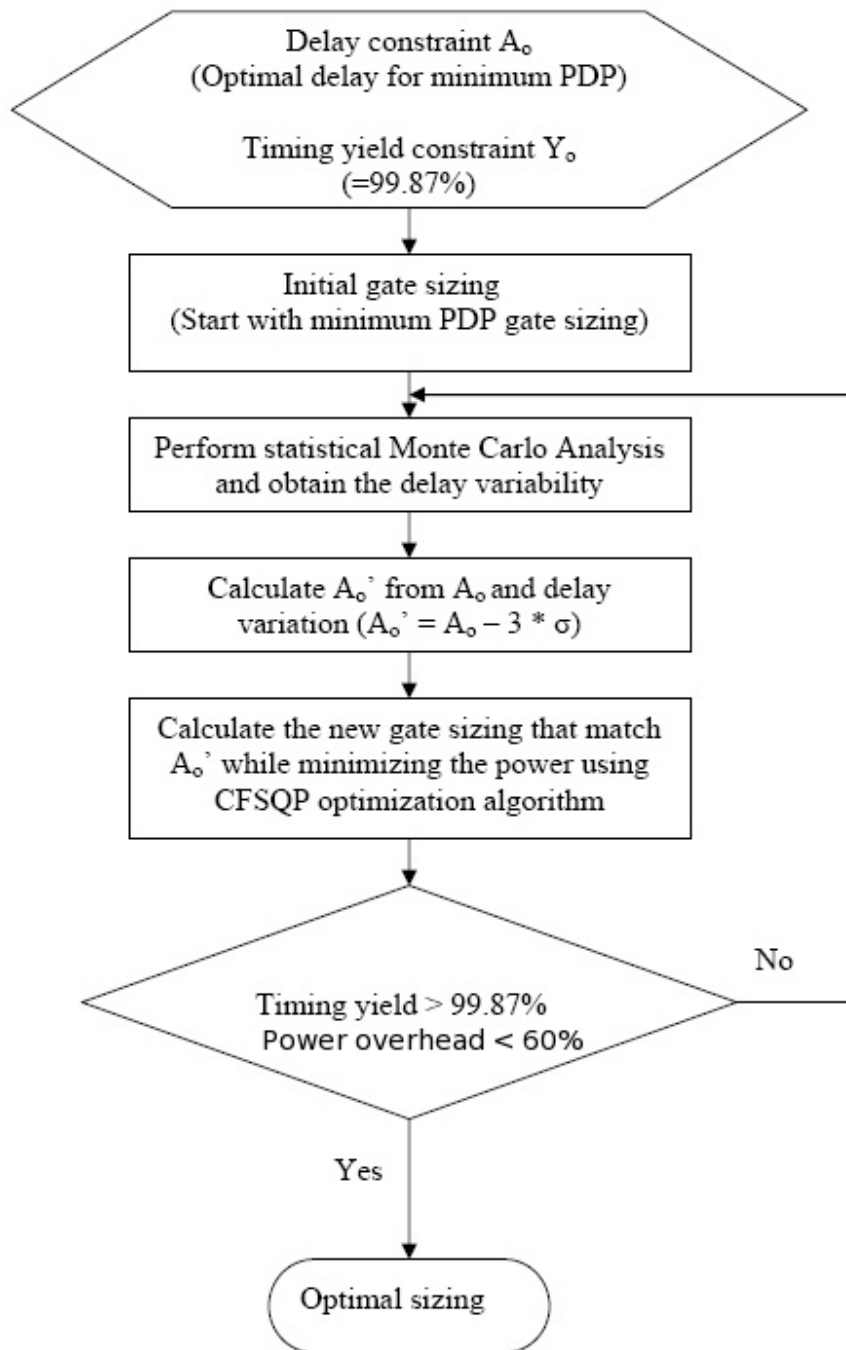 Delay constraint Aₒ
(Optimal delay for minimum PDP)
Timing yield constraint Yₒ
(=99.87%)
Initial gate sizing
(Start with minimum PDP gate sizing)
Perform statistical Monte Carlo Analysis
and obtain the delay variability
Calculate Aₒ’ from Aₒ and delay
variation (Aₒ’ = Aₒ – 3 * σ)
Calculate the new gate sizing that match
Aₒ’ while minimizing the power using
CFSQP optimization algorithm
No
Timing yield > 99.87%
Power overhead < 60%
Yes
Optimal sizing